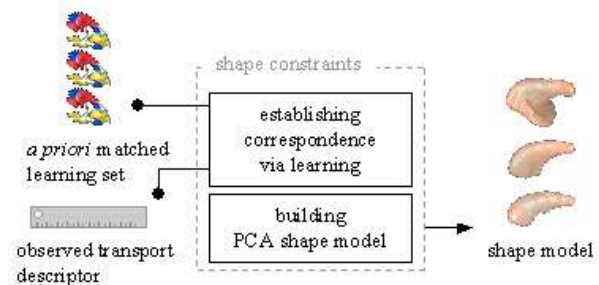 shape constraints
establishing
correspondence
via learning
a priori matched
learning set
building
PCA shape model
observed transport
descriptor
shape model